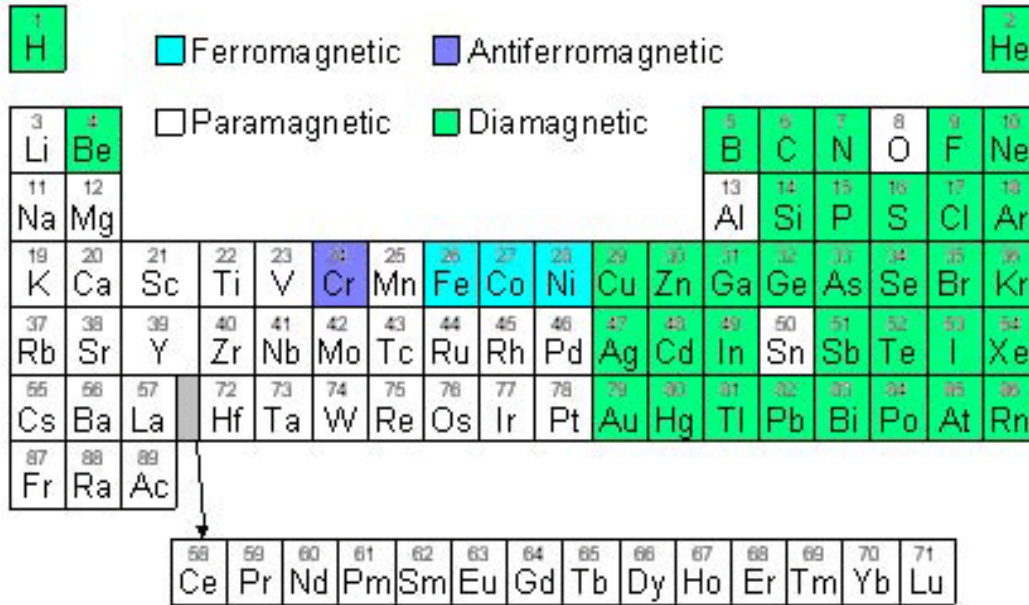 1 2
H Ferromagnetic Antiferromagnetic He
3 4 Paramagnetic Diamagnetic 5 6 7 8 9 10
Li Be B C N O F Ne
11 12 13 14 15 16 17 18
Na Mg Al Si P S Cl Ar
19 20 21 22 23 24 25 26 27 28 29 30 31 32 33 34 35 36
K Ca Sc Ti V Cr Mn Fe Co Ni Cu Zn Ga Ge As Se Br Kr
37 38 39 40 41 42 43 44 45 46 47 48 49 50 51 52 53 54
Rb Sr Y Zr Nb Mo Tc Ru Rh Pd Ag Cd In Sn Sb Te I Xe
55 56 57 72 73 74 75 76 77 78 79 80 81 82 83 84 85 86
Cs Ba La Hf Ta W Re Os Ir Pt Au Hg Tl Pb Bi Po At Rn
87 88 89
Fr Ra Ac
58 59 60 61 62 63 64 65 66 67 68 69 70 71
Ce Pr Nd Pm Sm Eu Gd Tb Dy Ho Er Tm Yb Lu